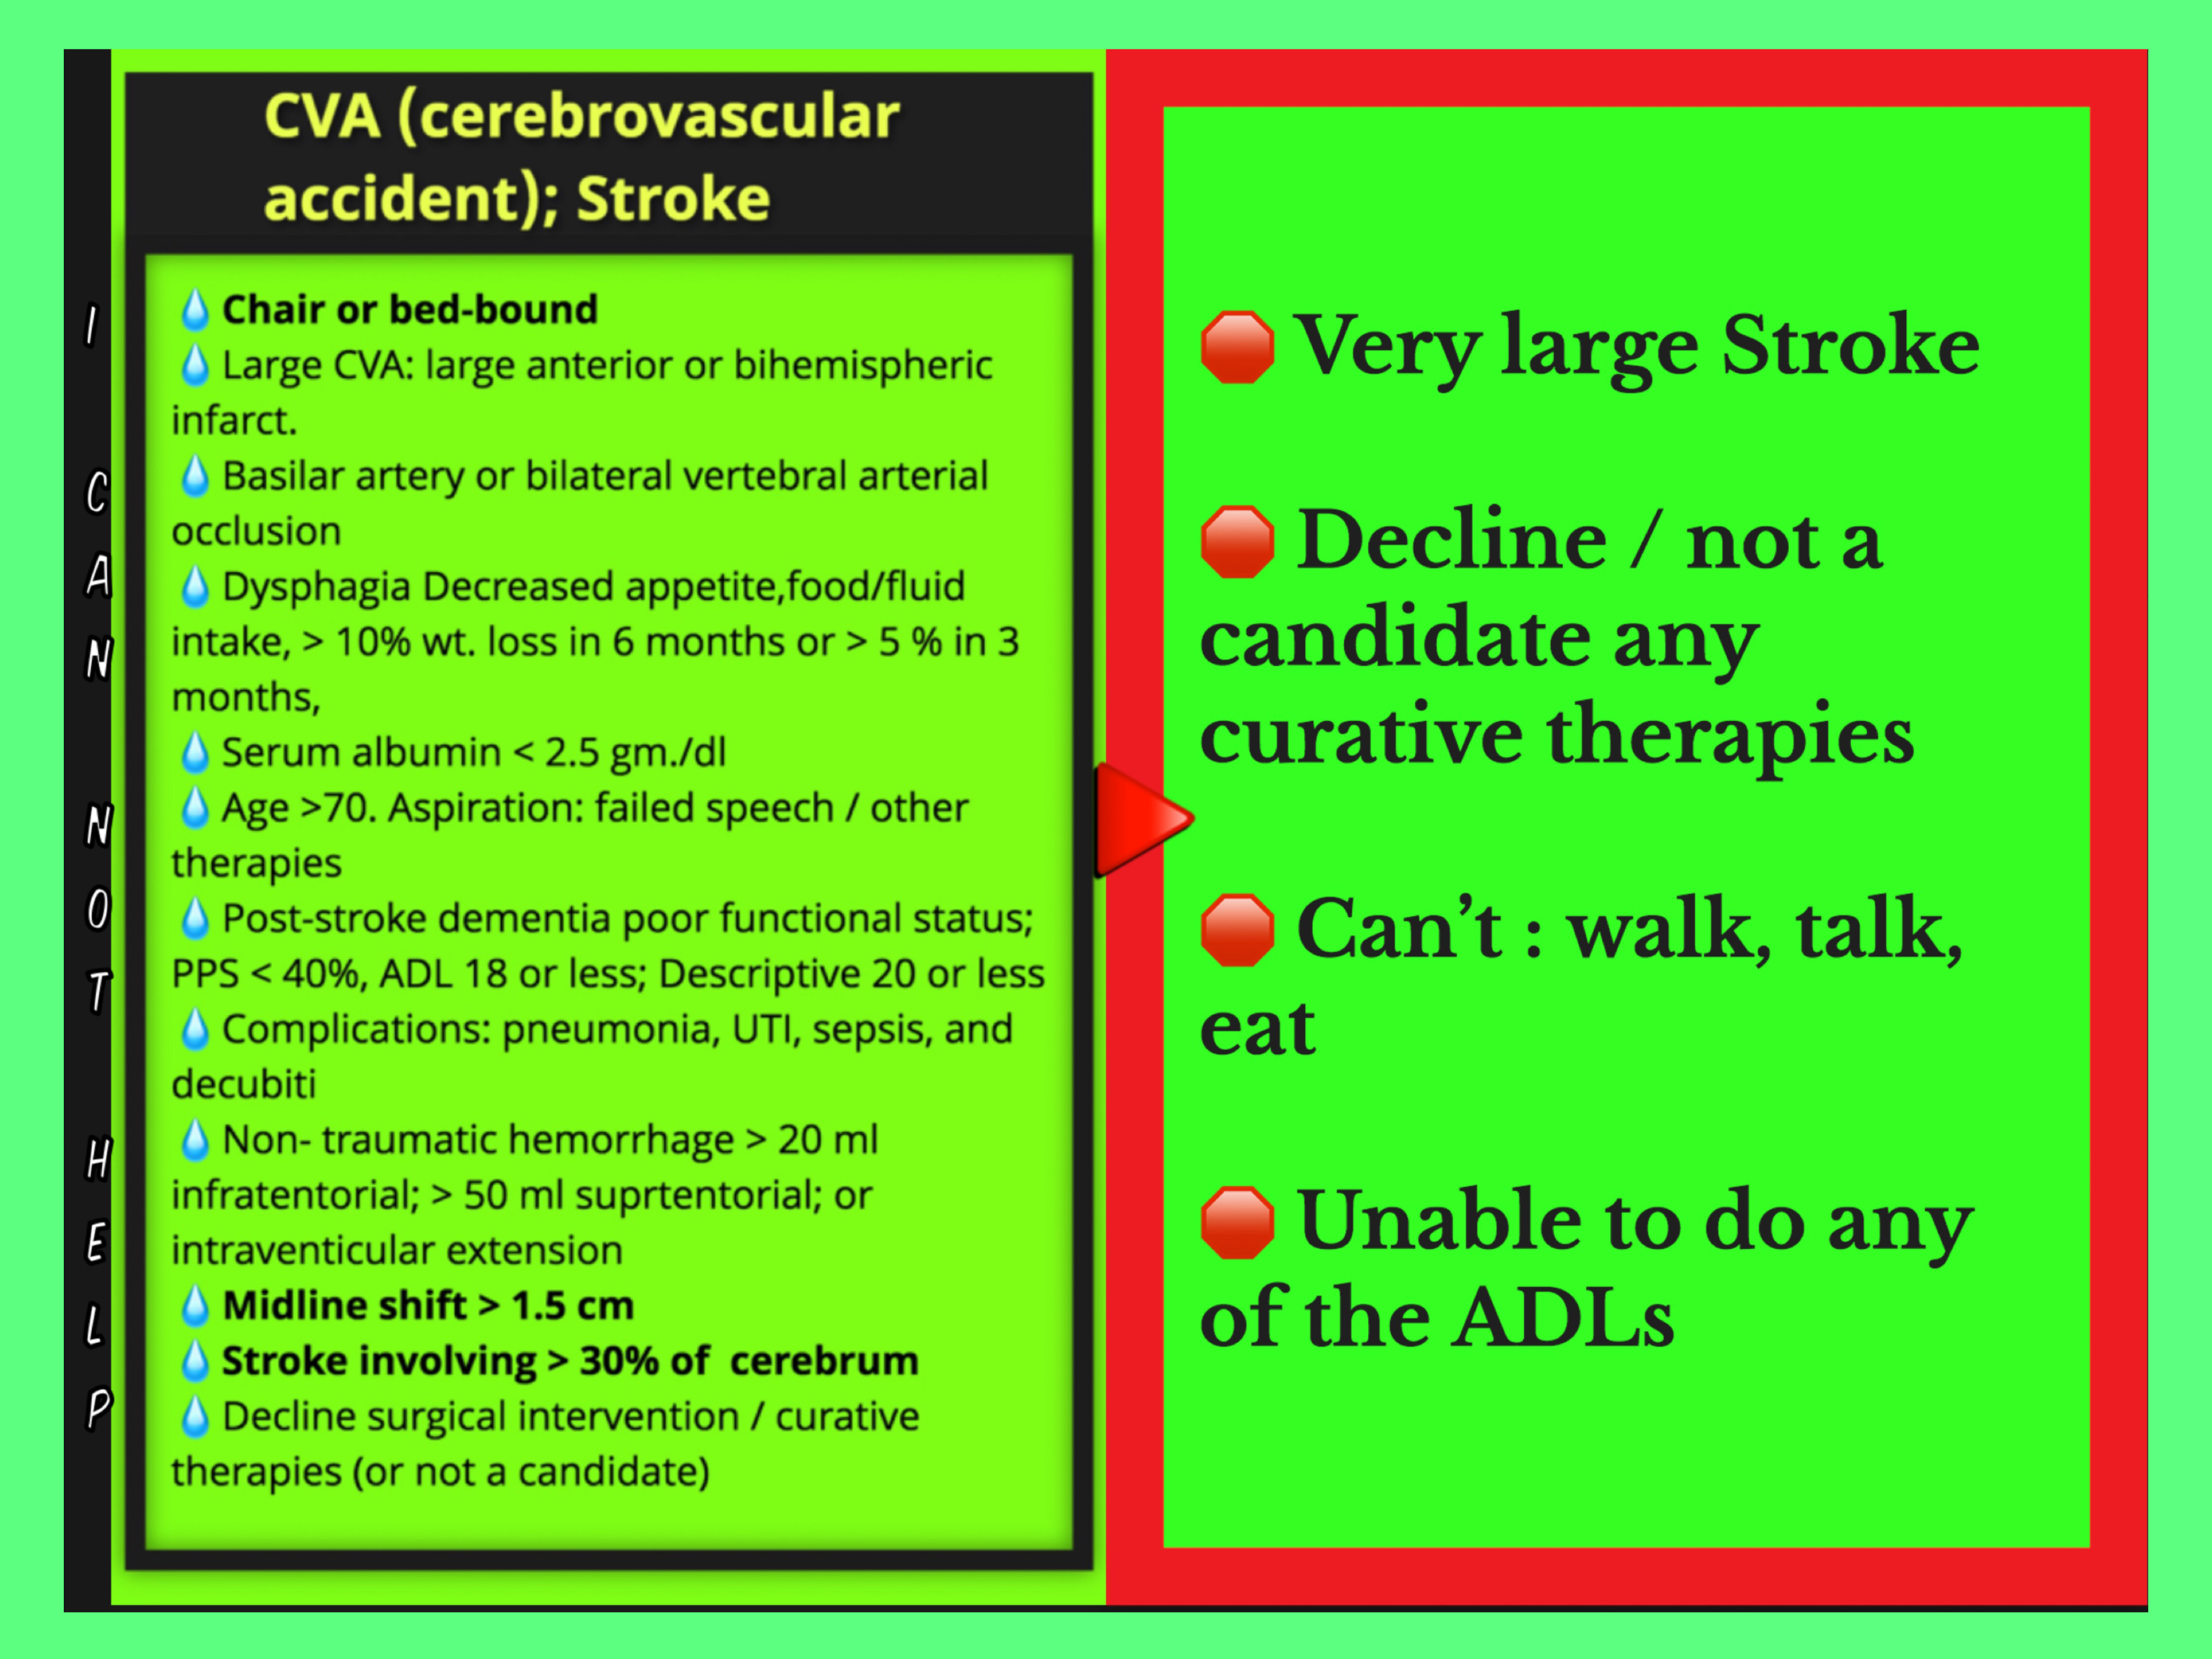 I CAN NOT HELP
CVA (cerebrovascular
accident); Stroke
💧 Chair or bed-bound
💧 Large CVA: large anterior or bihemispheric
infarct.
💧 Basilar artery or bilateral vertebral arterial
occlusion
💧 Dysphagia Decreased appetite,food/fluid
intake, > 10% wt. loss in 6 months or > 5 % in 3
months,
💧 Serum albumin < 2.5 gm./dl
💧 Age >70. Aspiration: failed speech / other
therapies
💧 Post-stroke dementia poor functional status;
PPS < 40%, ADL 18 or less; Descriptive 20 or less
💧 Complications: pneumonia, UTI, sepsis, and
decubiti
💧 Non- traumatic hemorrhage > 20 ml
infratentorial; > 50 ml suprtentorial; or
intraventicular extension
💧 Midline shift > 1.5 cm
💧 Stroke involving > 30% of  cerebrum
💧 Decline surgical intervention / curative
therapies (or not a candidate)
🛑 Very large Stroke
🛑 Decline / not a
candidate any
curative therapies
🛑 Can’t : walk, talk,
eat
🛑 Unable to do any
of the ADLs